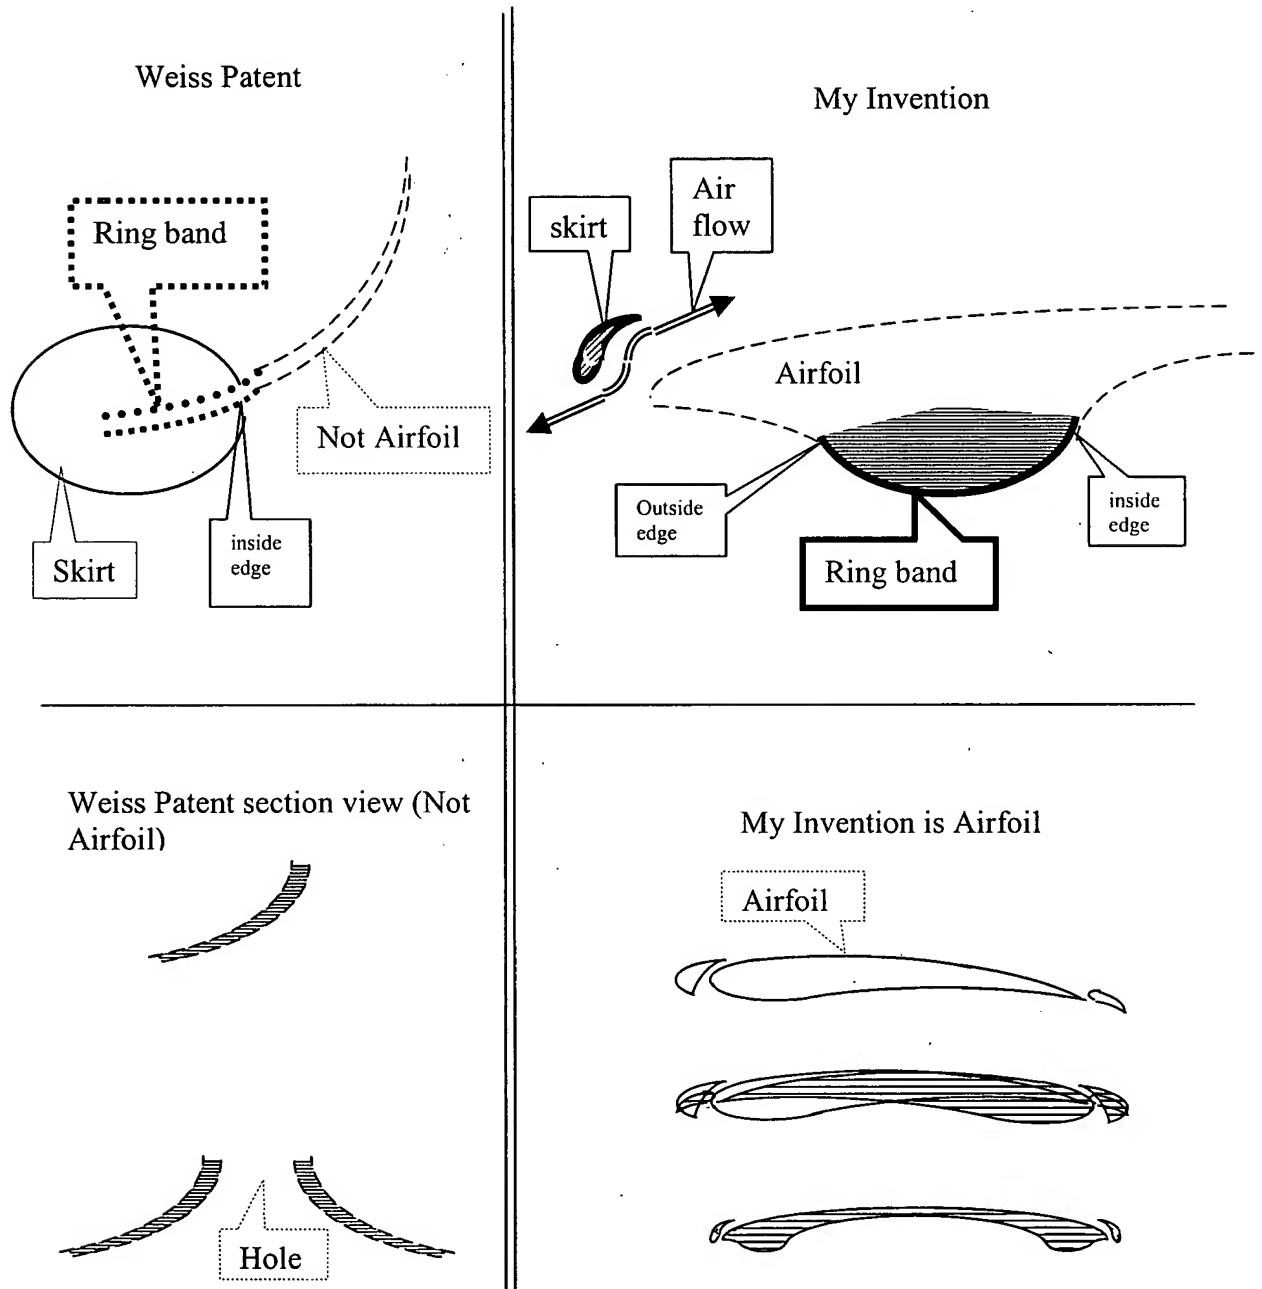 Weiss Patent
Ring band
Not Airfoil
Skirt
inside
edge
My Invention
skirt
Air
flow
Airfoil
Outside
edge
inside
edge
Ring band
Weiss Patent section view (Not
Airfoil)
Hole
My Invention is Airfoil
Airfoil